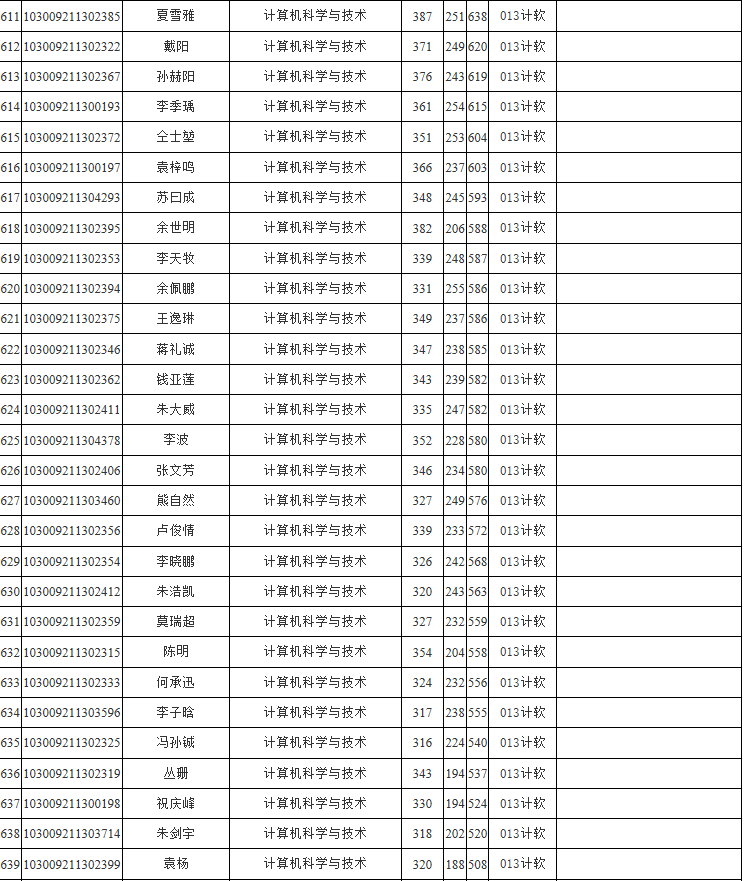 611 103009211302385 夏雪雅 计算机科学与技术 387 251 638 013计软
612 103009211302322 戴阳 计算机科学与技术 371 249 620 013计软
613 103009211302367 孙赫阳 计算机科学与技术 376 243 619 013计软
614 103009211300193 李季瑀 计算机科学与技术 361 254 615 013计软
615 103009211302372 仝士堃 计算机科学与技术 351 253 604 013计软
616 103009211300197 袁梓鸣 计算机科学与技术 366 237 603 013计软
617 103009211304293 苏曰成 计算机科学与技术 348 245 593 013计软
618 103009211302395 余世明 计算机科学与技术 382 206 588 013计软
619 103009211302353 李天牧 计算机科学与技术 339 248 587 013计软
620 103009211302394 余佩鹏 计算机科学与技术 331 255 586 013计软
621 103009211302375 王逸琳 计算机科学与技术 349 237 586 013计软
622 103009211302346 蒋礼诚 计算机科学与技术 347 238 585 013计软
623 103009211302362 钱亚莲 计算机科学与技术 343 239 582 013计软
624 103009211302411 朱大威 计算机科学与技术 335 247 582 013计软
625 103009211304378 李波 计算机科学与技术 352 228 580 013计软
626 103009211302406 张文芳 计算机科学与技术 346 234 580 013计软
627 103009211303460 熊自然 计算机科学与技术 327 249 576 013计软
628 103009211302356 卢俊情 计算机科学与技术 339 233 572 013计软
629 103009211302354 李晓鹏 计算机科学与技术 326 242 568 013计软
630 103009211302412 朱浩凯 计算机科学与技术 320 243 563 013计软
631 103009211302359 莫瑞超 计算机科学与技术 327 232 559 013计软
632 103009211302315 陈明 计算机科学与技术 354 204 558 013计软
633 103009211302333 何承迅 计算机科学与技术 324 232 556 013计软
634 103009211303596 李子晗 计算机科学与技术 317 238 555 013计软
635 103009211302325 冯孙铖 计算机科学与技术 316 224 540 013计软
636 103009211302319 丛珊 计算机科学与技术 343 194 537 013计软
637 103009211300198 祝庆峰 计算机科学与技术 330 194 524 013计软
638 103009211303714 朱剑宇 计算机科学与技术 318 202 520 013计软
639 103009211302399 袁杨 计算机科学与技术 320 188 508 013计软